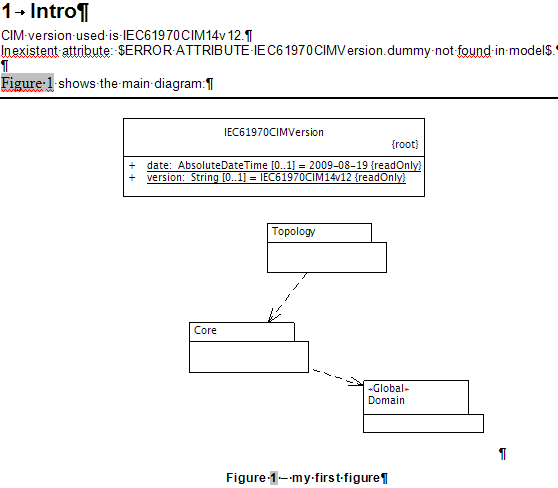 1→ Intro¶
CIM·version·used·is·IEC61970CIM14v12.¶
Inexistent·attribute:·$ERROR·ATTRIBUTE·IEC61970CIMVersion.dummy·not·found·in·model$.¶
¶
Figure·1·shows·the·main·diagram:¶
IEC61970CIMVersion
{root}
+ date: AbsoluteDateTime [0..1] = 2009-08-19 {readOnly}
+ version: String [0..1] = IEC61970CIM14v12 {readOnly}
Topology
Core
«Global»
Domain
¶
Figure·1·–·my·first·figure¶